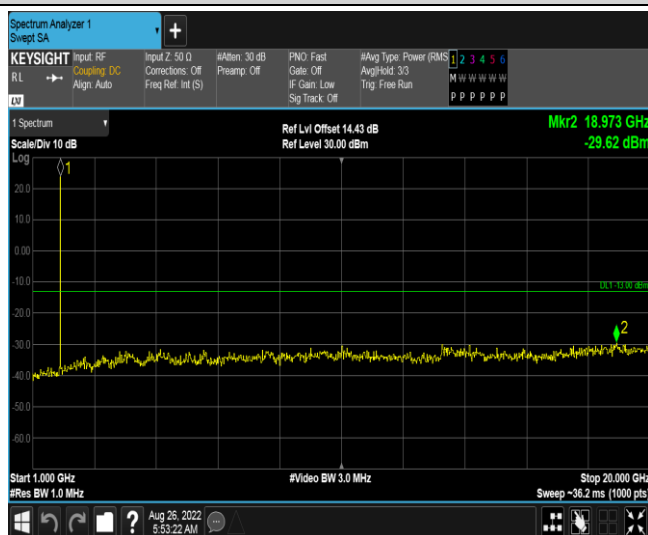 Spectrum Analyzer 1
Swept SA
+
KEYSIGHT
RL
LXI
Input: RF
Coupling: DC
Align: Auto
Input Z: 50 Ω
Corrections: Off
Freq Ref: Int (S)
#Atten: 30 dB
Preamp: Off
PNO: Fast
Gate: Off
IF Gain: Low
Sig Track: Off
#Avg Type: Power (RMS
Avg|Hold: 3/3
Trig: Free Run
1 2 3 4 5 6
M W W W W W
P P P P P P
1 Spectrum
Scale/Div 10 dB
Log
Ref Lvl Offset 14.43 dB
Ref Level 30.00 dBm
Mkr2 18.973 GHz
-29.62 dBm
1
20.0
10.0
0.00
-10.0
DL1 -13.00 dBm
-20.0
2
-30.0
-40.0
-50.0
-60.0
Start 1.000 GHz
#Res BW 1.0 MHz
#Video BW 3.0 MHz
Stop 20.000 GHz
Sweep ~36.2 ms (1000 pts)
?
Aug 26, 2022
5:53:22 AM